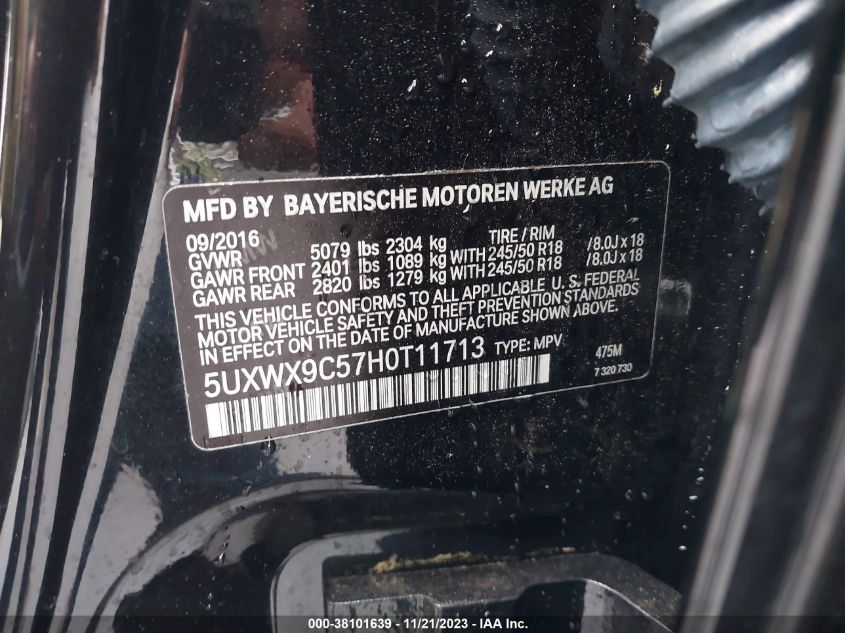 MFD BY BAYERISCHE MOTOREN WERKE AG
09/2016 TIRE / RIM
GVWR 5079 lbs 2304 kg
GAWR FRONT 2401 lbs 1089 kg WITH 245/50 R18 /8.0J x 18
GAWR REAR 2820 lbs 1279 kg WITH 245/50 R18 /8.0J x 18
THIS VEHICLE CONFORMS TO ALL APPLICABLE U. S. FEDERAL
MOTOR VEHICLE SAFETY AND THEFT PREVENTION STANDARDS
IN EFFECT ON THE DATE OF MANUFACTURE SHOWN ABOVE.
5UXWX9C57H0T11713 TYPE: MPV 475M
7 320 730
000-38101639 - 11/21/2023 - IAA Inc.